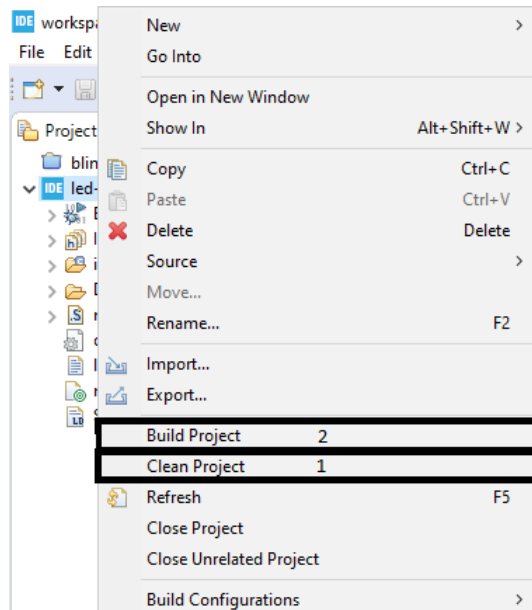 IDE workspa
File Edit
Project
blin
IDE led-
New
Go Into
Open in New Window
Show In Alt+Shift+W
Copy Ctrl+C
Paste Ctrl+V
Delete Delete
Source
Move...
Rename... F2
Import...
Export...
Build Project 2
Clean Project 1
Refresh F5
Close Project
Close Unrelated Project
Build Configurations